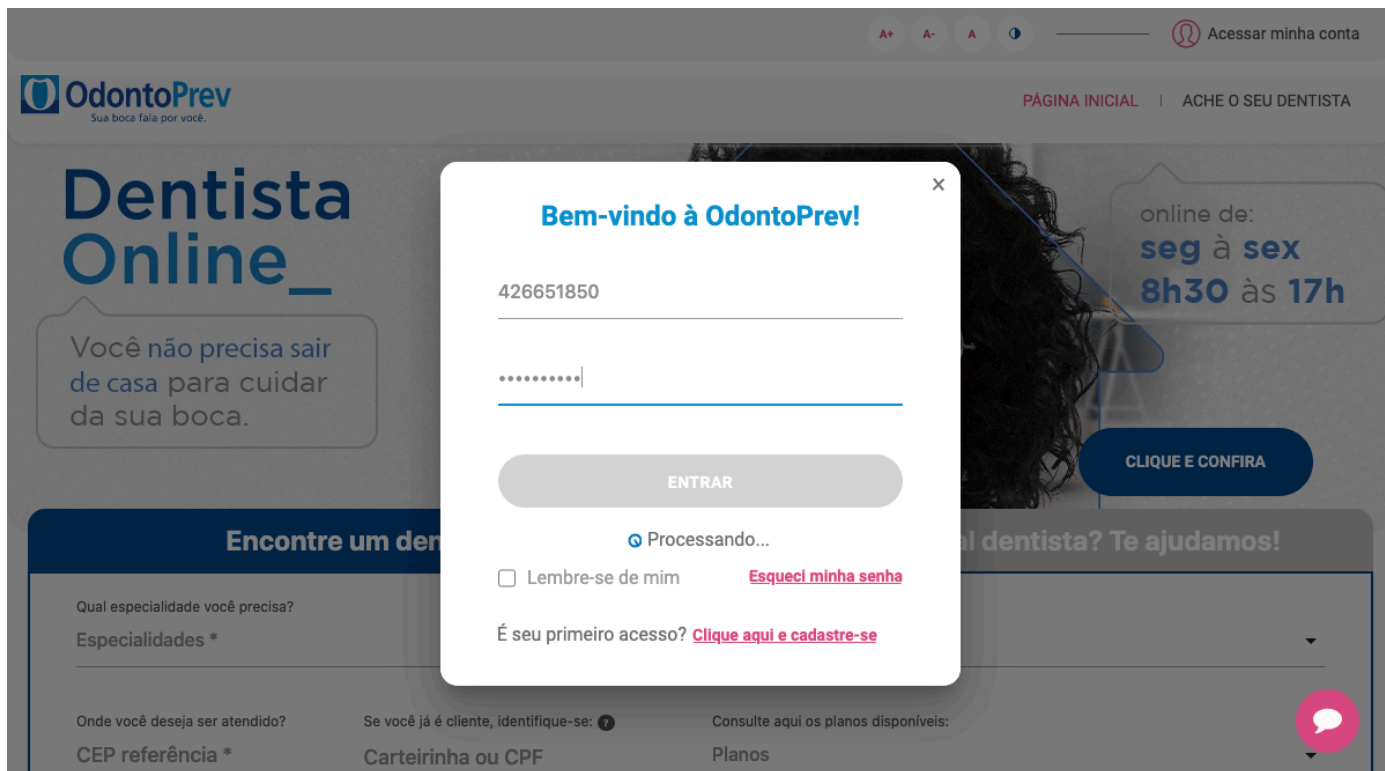 A+ A- A Acessar minha conta
OdontoPrev
Sua boca fala por você.
PÁGINA INICIAL | ACHE O SEU DENTISTA
Dentista
Online_
Você não precisa sair
de casa para cuidar
da sua boca.
online de:
seg à sex
8h30 às 17h
CLIQUE E CONFIRA
×
Bem-vindo à OdontoPrev!
426651850
••••••••••
ENTRAR
Processando...
Lembre-se de mim Esqueci minha senha
É seu primeiro acesso? Clique aqui e cadastre-se
Encontre um den
al dentista? Te ajudamos!
Qual especialidade você precisa?
Especialidades *
Onde você deseja ser atendido? Se você já é cliente, identifique-se: ? Consulte aqui os planos disponíveis:
CEP referência * Carteirinha ou CPF Planos